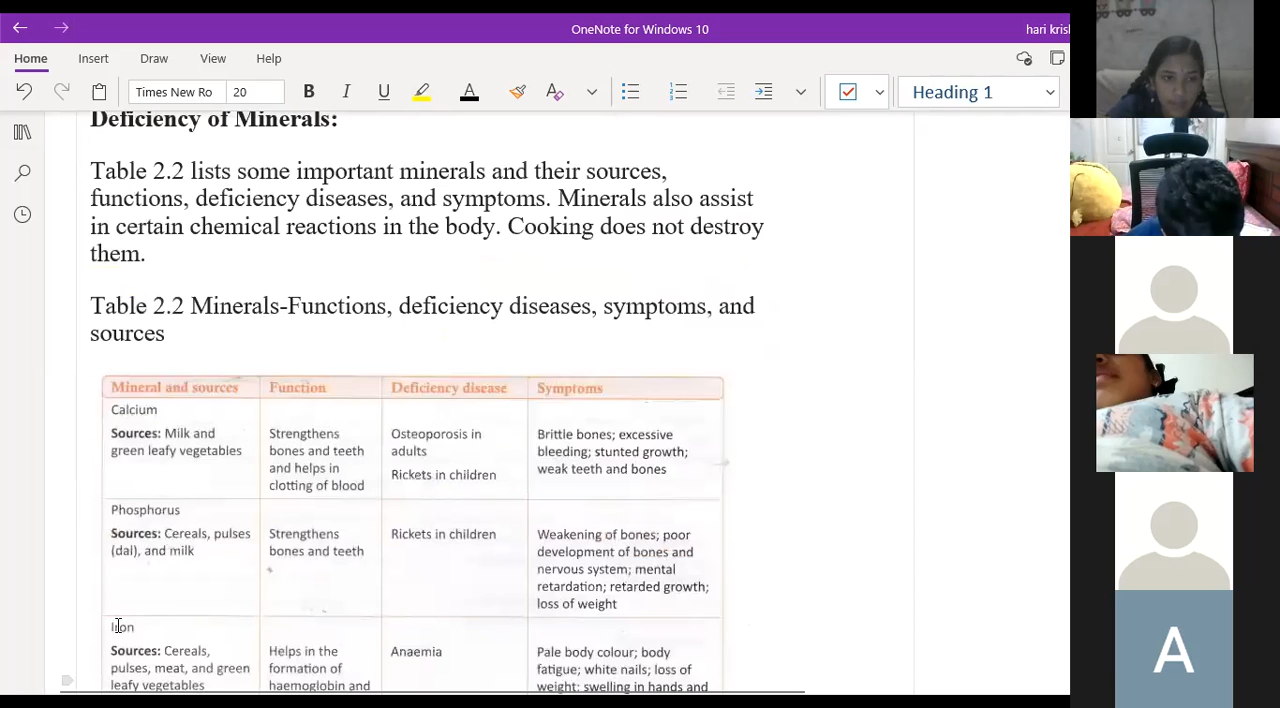 OneNote for Windows 10
hari krish
Home Insert Draw View Help
Times New Ro 20 B I U A Heading 1
Deficiency of Minerals:
Table 2.2 lists some important minerals and their sources,
functions, deficiency diseases, and symptoms. Minerals also assist
in certain chemical reactions in the body. Cooking does not destroy
them.
Table 2.2 Minerals-Functions, deficiency diseases, symptoms, and
sources
Mineral and sources Function Deficiency disease Symptoms
Calcium
Sources: Milk and
green leafy vegetables
Strengthens
bones and teeth
and helps in
clotting of blood
Osteoporosis in
adults
Rickets in children
Brittle bones; excessive
bleeding; stunted growth;
weak teeth and bones
Phosphorus
Sources: Cereals, pulses
(dal), and milk
Strengthens
bones and teeth
Rickets in children
Weakening of bones; poor
development of bones and
nervous system; mental
retardation; retarded growth;
loss of weight
Iron
Sources: Cereals,
pulses, meat, and green
leafy vegetables
Helps in the
formation of
haemoglobin and
Anaemia
Pale body colour; body
fatigue; white nails; loss of
weight; swelling in hands and
A